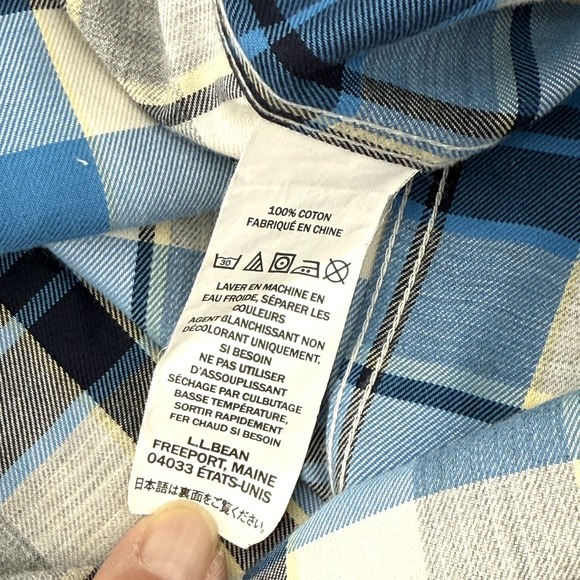 100% COTON
FABRIQUÉ EN CHINE
30
LAVER EN MACHINE EN
EAU FROIDE, SÉPARER LES
COULEURS
AGENT BLANCHISSANT NON
DÉCOLORANT UNIQUEMENT,
SI BESOIN
NE PAS UTILISER
D'ASSOUPLISSANT
SÉCHAGE PAR CULBUTAGE
BASSE TEMPÉRATURE,
SORTIR RAPIDEMENT
FER CHAUD SI BESOIN
L.L.BEAN
FREEPORT, MAINE
04033 ÉTATS-UNIS
日本語は裏面をご覧ください。